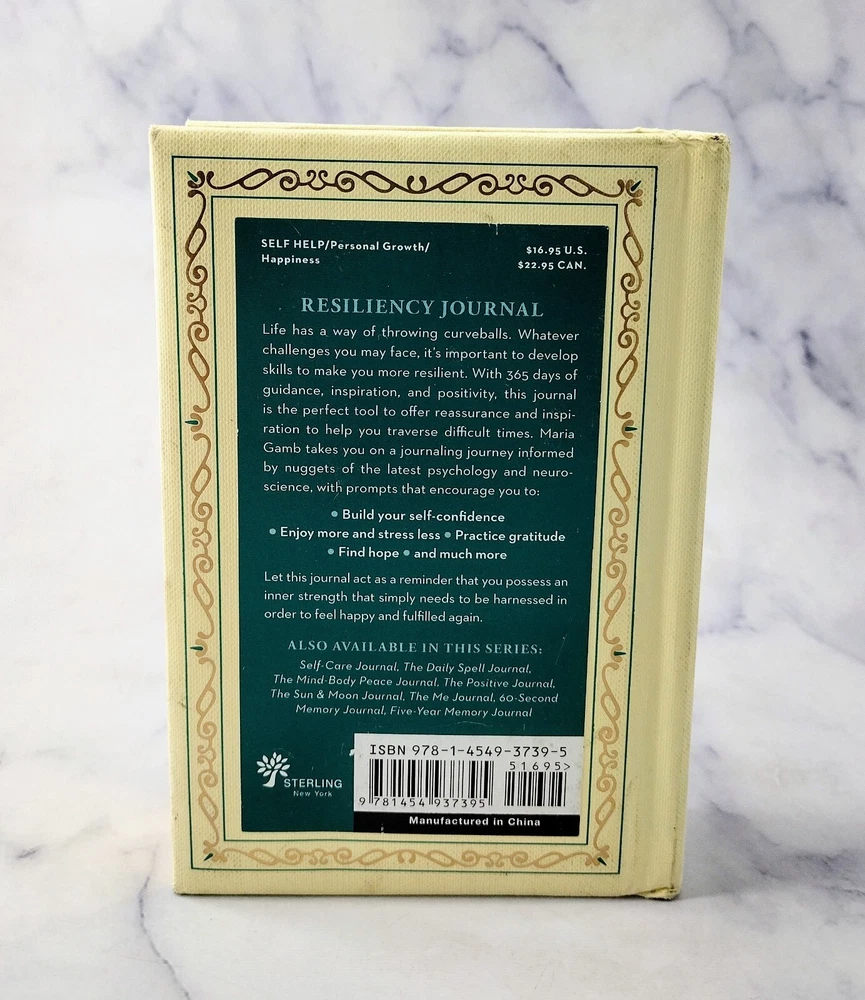 SELF HELP/Personal Growth/
Happiness
$16.95 U.S.
$22.95 CAN.
RESILIENCY JOURNAL
Life has a way of throwing curveballs. Whatever
challenges you may face, it's important to develop
skills to make you more resilient. With 365 days of
guidance, inspiration, and positivity, this journal
is the perfect tool to offer reassurance and inspi-
ration to help you traverse difficult times. Maria
Gamb takes you on a journaling journey informed
by nuggets of the latest psychology and neuro-
science, with prompts that encourage you to:
• Build your self-confidence
• Enjoy more and stress less • Practice gratitude
• Find hope • and much more
Let this journal act as a reminder that you possess an
inner strength that simply needs to be harnessed in
order to feel happy and fulfilled again.
ALSO AVAILABLE IN THIS SERIES:
Self-Care Journal, The Daily Spell Journal,
The Mind-Body Peace Journal, The Positive Journal,
The Sun & Moon Journal, The Me Journal, 60-Second
Memory Journal, Five-Year Memory Journal
STERLING
New York
ISBN 978-1-4549-3739-5
51695>
9 781454 937395
Manufactured in China